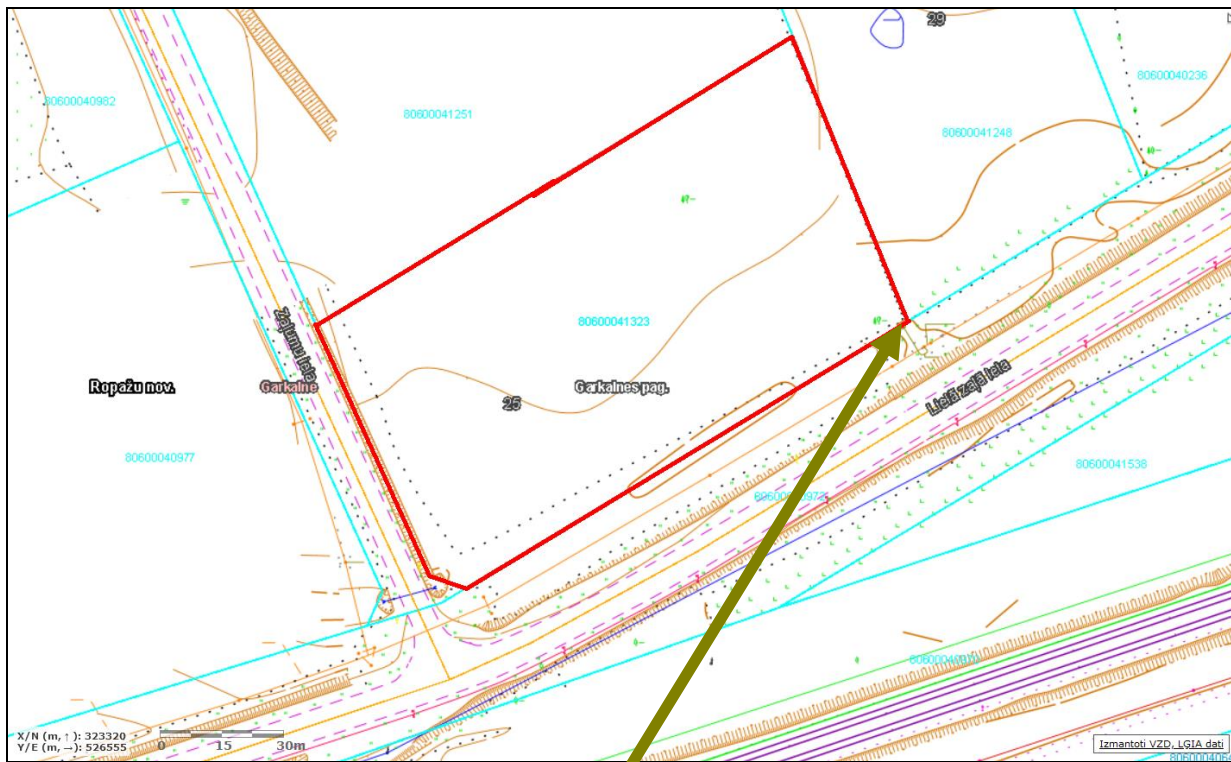 29
80600040236
80600040982
80600041251
80600041248
Zaļumu iela
80600041323
Ropažu nov.
Garkalne
Garkalnes pag.
25
Lielā zaļā iela
80600040977
80600041538
X/N (m, ↑ ): 323320
Y/E (m, →): 526555
0 15 30m
Izmantoti VZD, LGIA dati